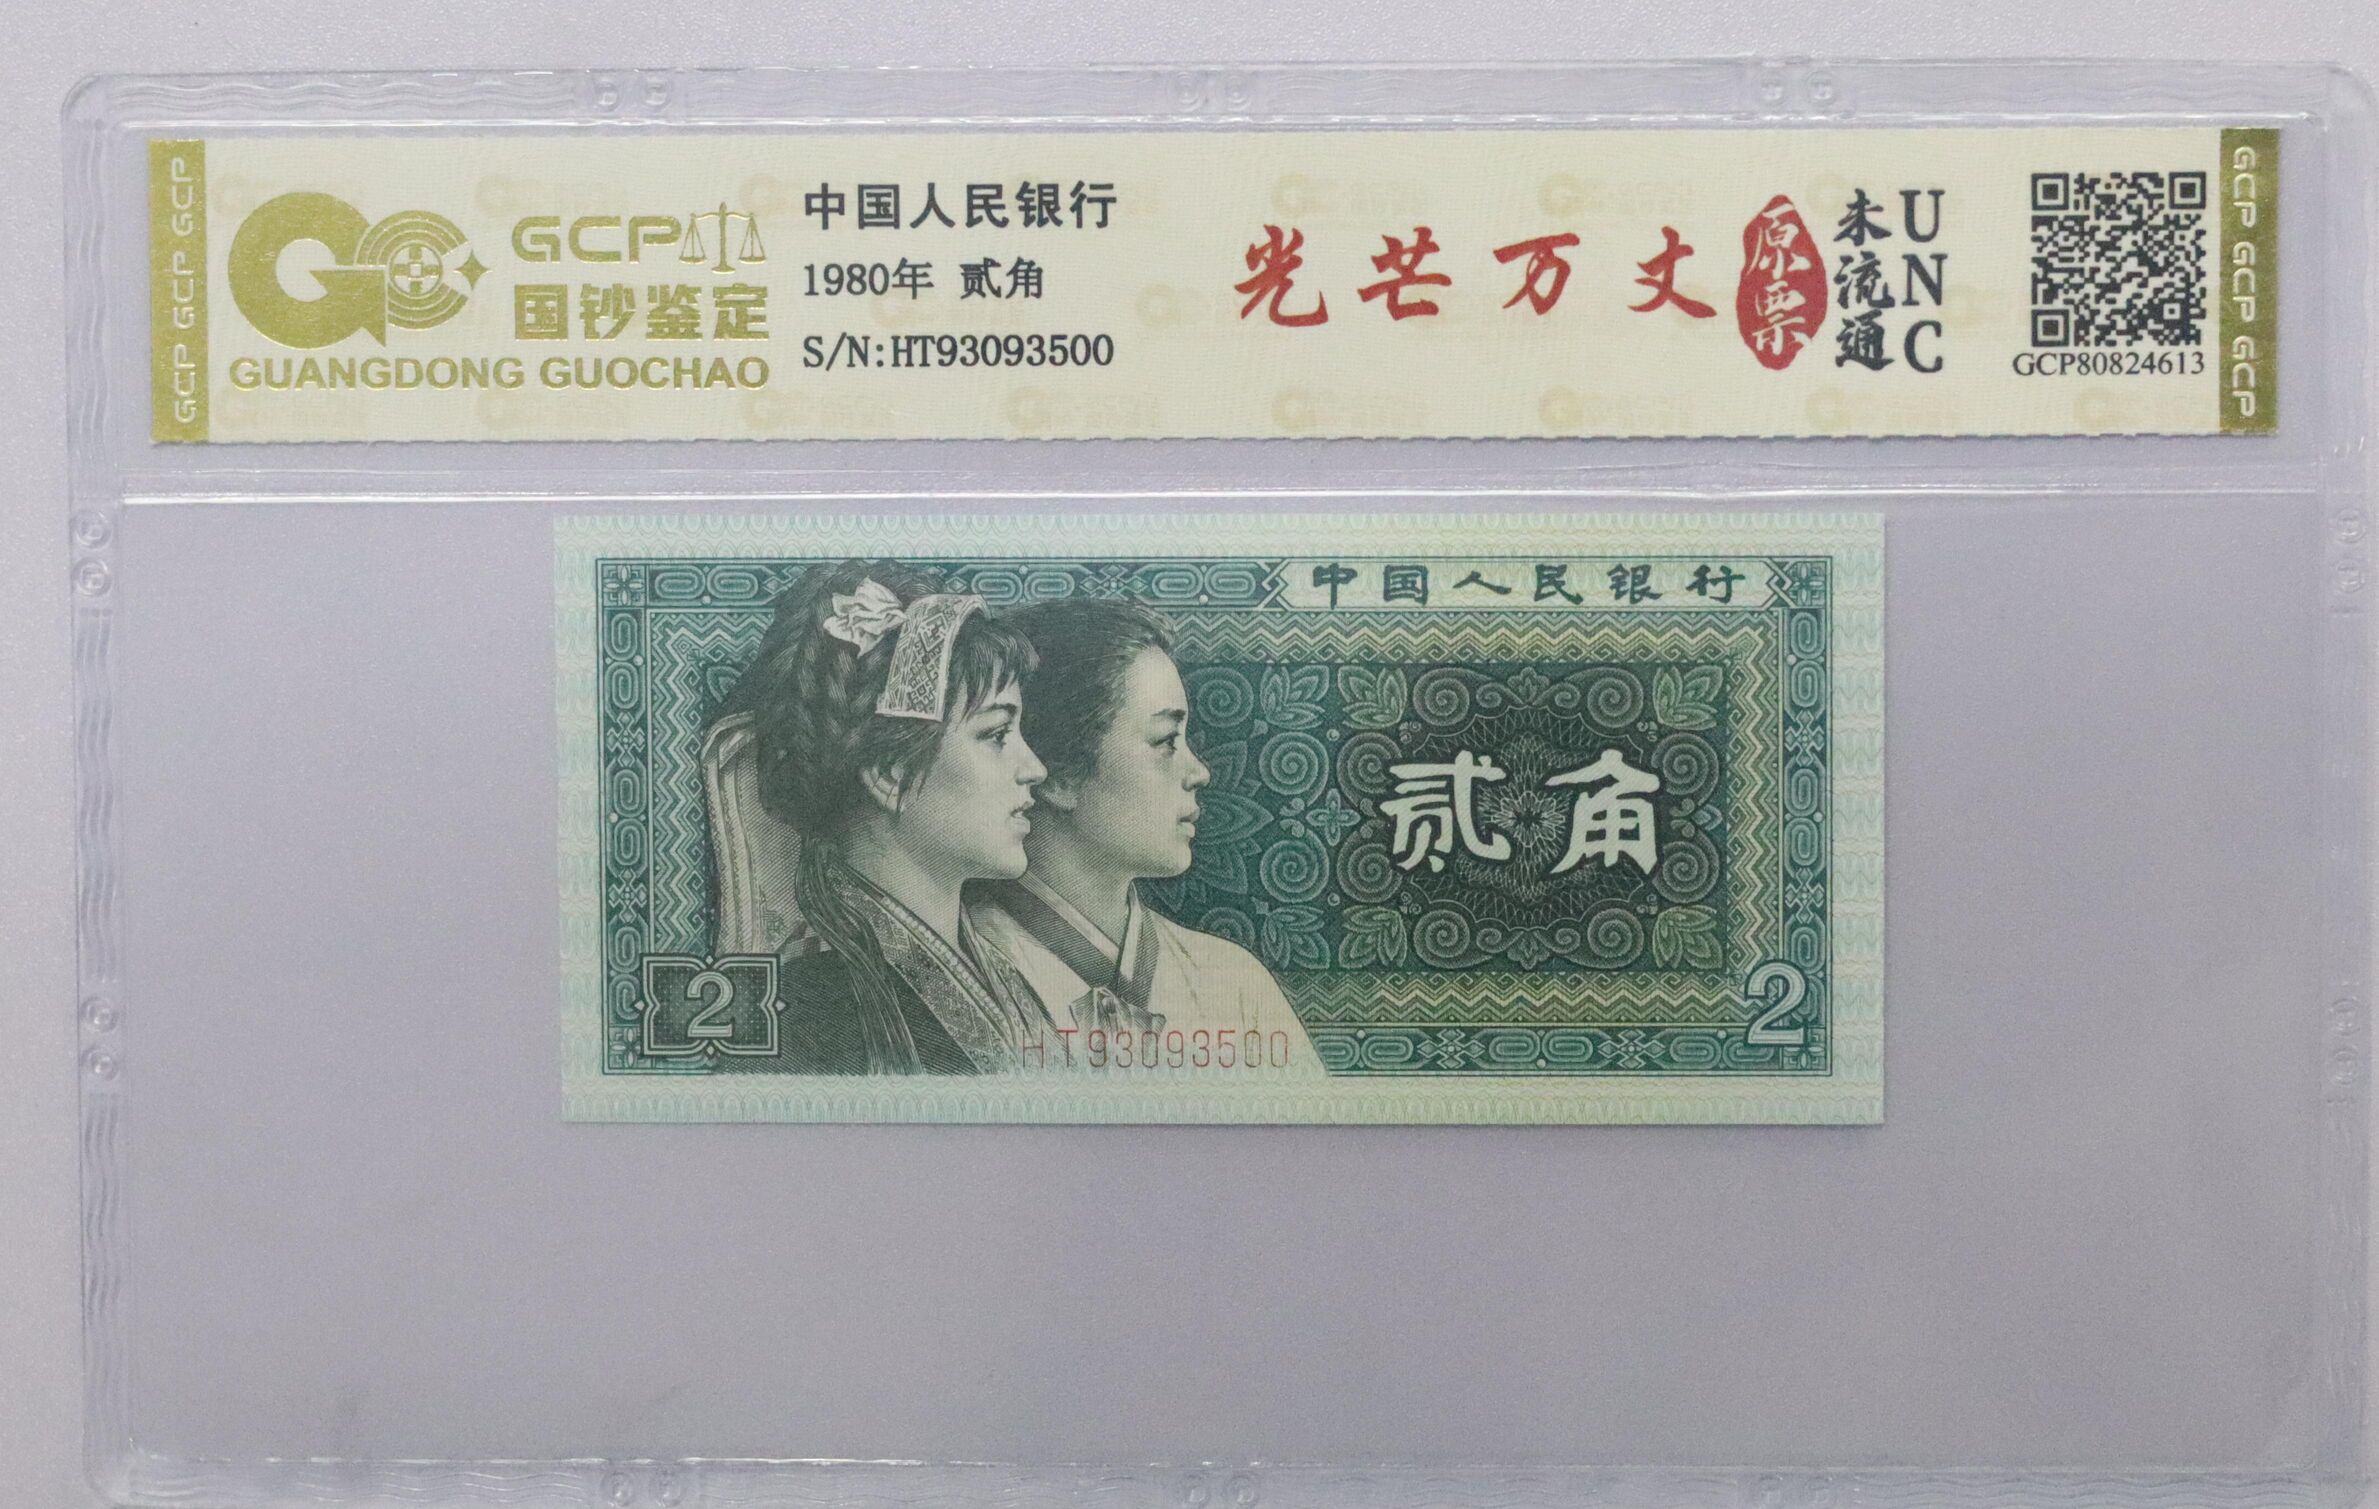 GCP GCP GCP
GCP
国钞鉴定
GUANGDONG GUOCHAO
中国人民银行
1980年 贰角
S/N:HT93093500
光芒万丈
原票
未流通
UNC
GCP80824613
GCP GCP GCP
中国人民银行
贰角
2
HT93093500
2